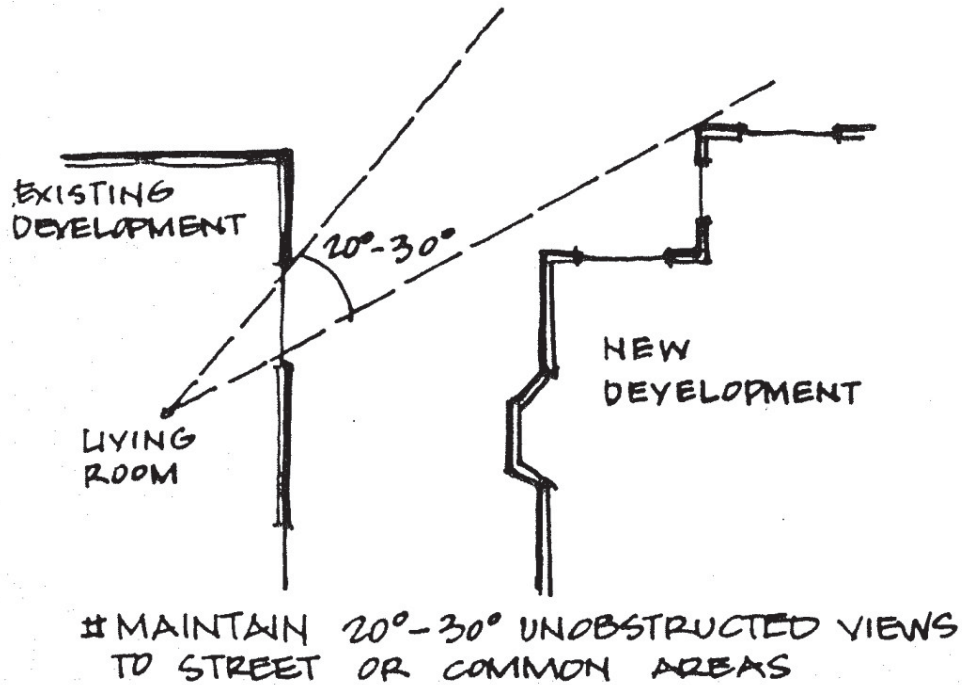 EXISTING
DEVELOPMENT
20°-30°
NEW
DEVELOPMENT
LIVING
ROOM
#MAINTAIN 20°-30° UNOBSTRUCTED VIEWS
TO STREET OR COMMON AREAS